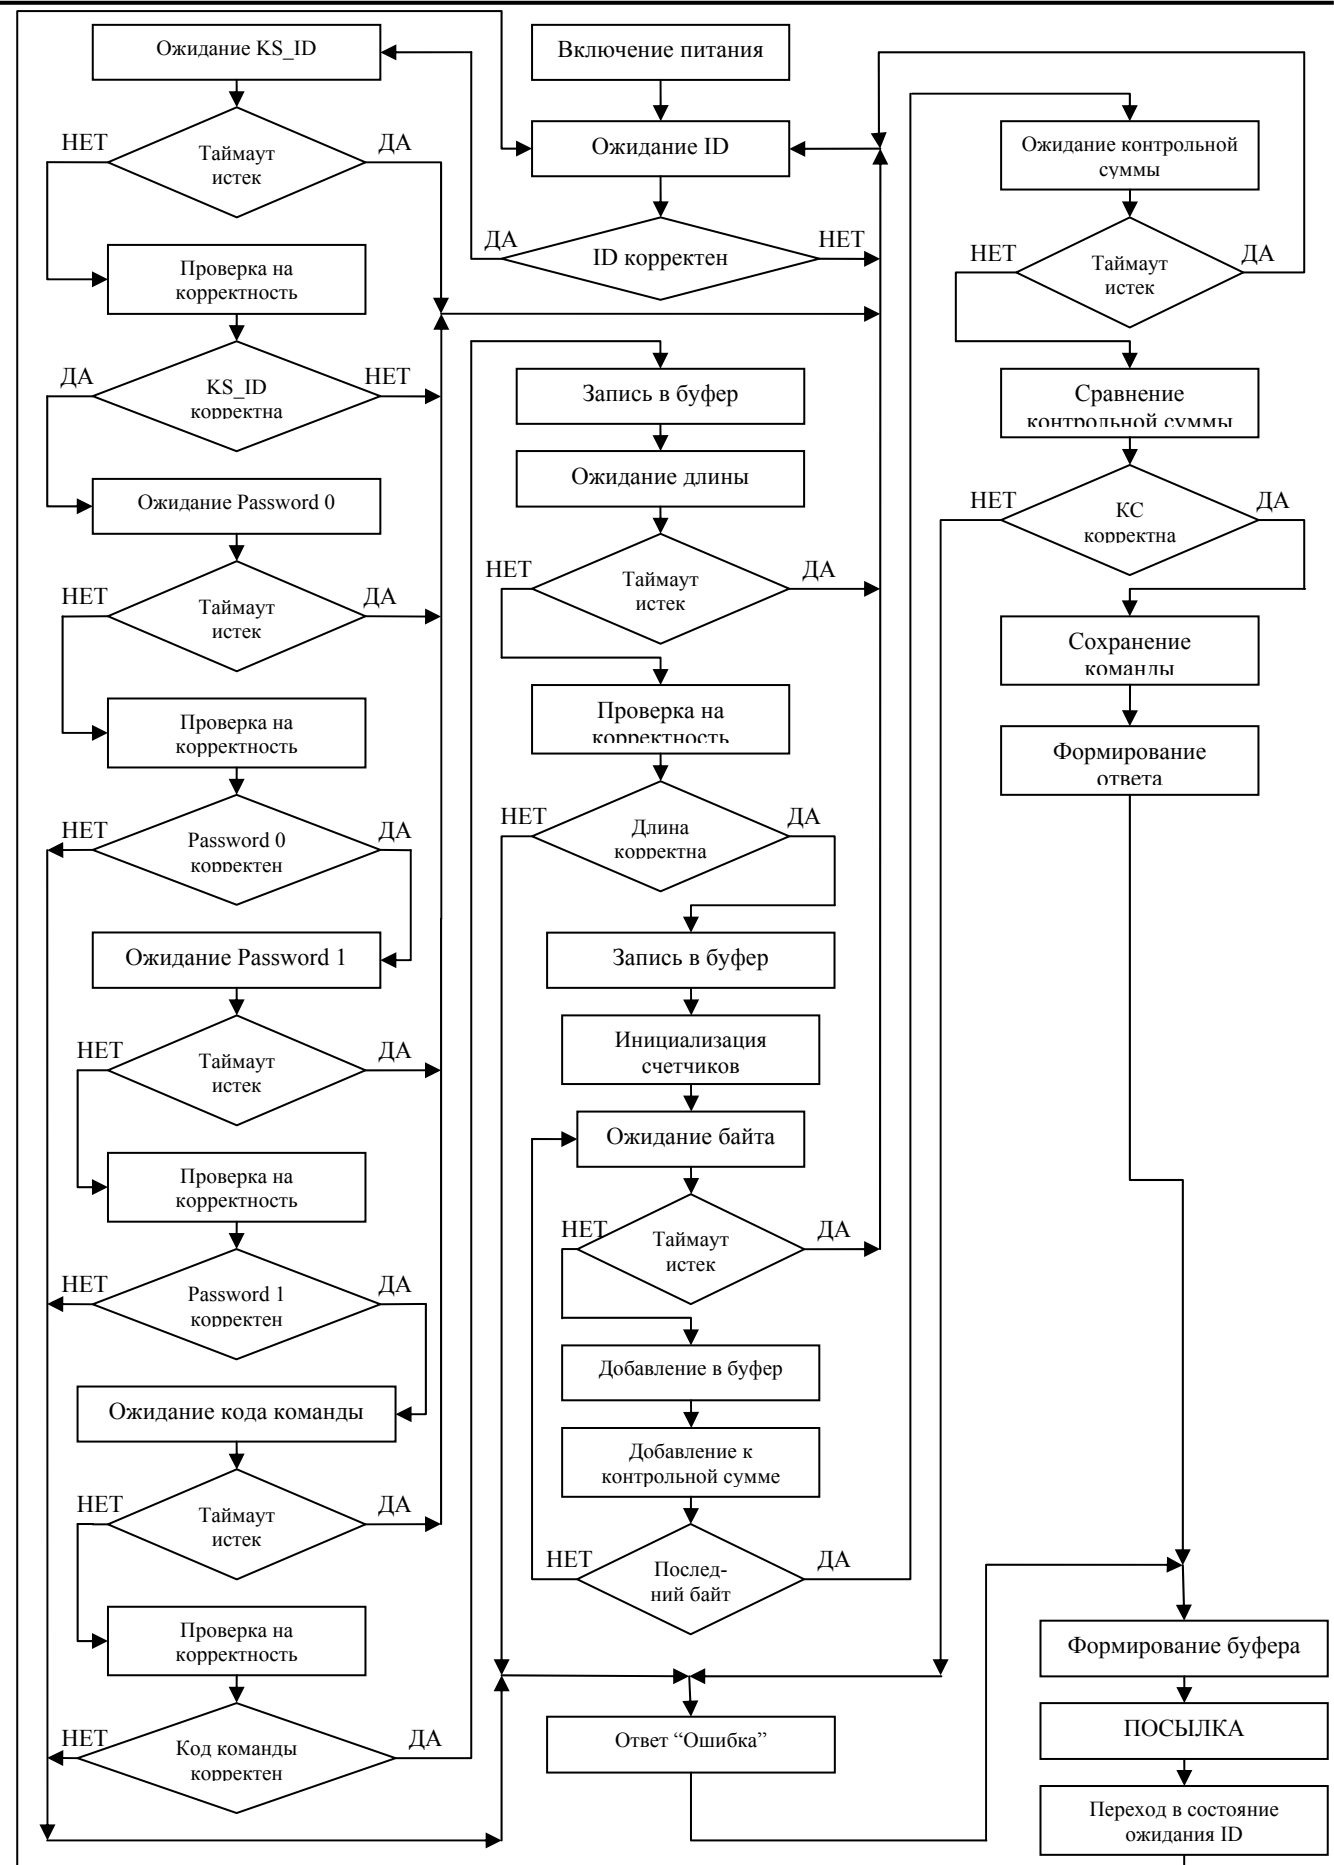 Ожидание KS_ID
Таймаут
истек
НЕТ
ДА
Проверка на
корректность
KS_ID
корректна
ДА
НЕТ
Ожидание Password 0
Таймаут
истек
НЕТ
ДА
Проверка на
корректность
Password 0
корректен
НЕТ
ДА
Ожидание Password 1
Таймаут
истек
НЕТ
ДА
Проверка на
корректность
Password 1
корректен
НЕТ
ДА
Ожидание кода команды
Таймаут
истек
НЕТ
ДА
Проверка на
корректность
Код команды
корректен
НЕТ
ДА
Включение питания
Ожидание ID
ID корректен
ДА
НЕТ
Запись в буфер
Ожидание длины
Таймаут
истек
НЕТ
ДА
Проверка на
корректность
Длина
корректна
НЕТ
ДА
Запись в буфер
Инициализация
счетчиков
Ожидание байта
Таймаут
истек
НЕТ
ДА
Добавление в буфер
Добавление к
контрольной сумме
Послед-
ний байт
НЕТ
ДА
Ответ “Ошибка”
Ожидание контрольной
суммы
Таймаут
истек
НЕТ
ДА
Сравнение
контрольной суммы
КС
корректна
НЕТ
ДА
Сохранение
команды
Формирование
ответа
Формирование буфера
ПОСЫЛКА
Переход в состояние
ожидания ID